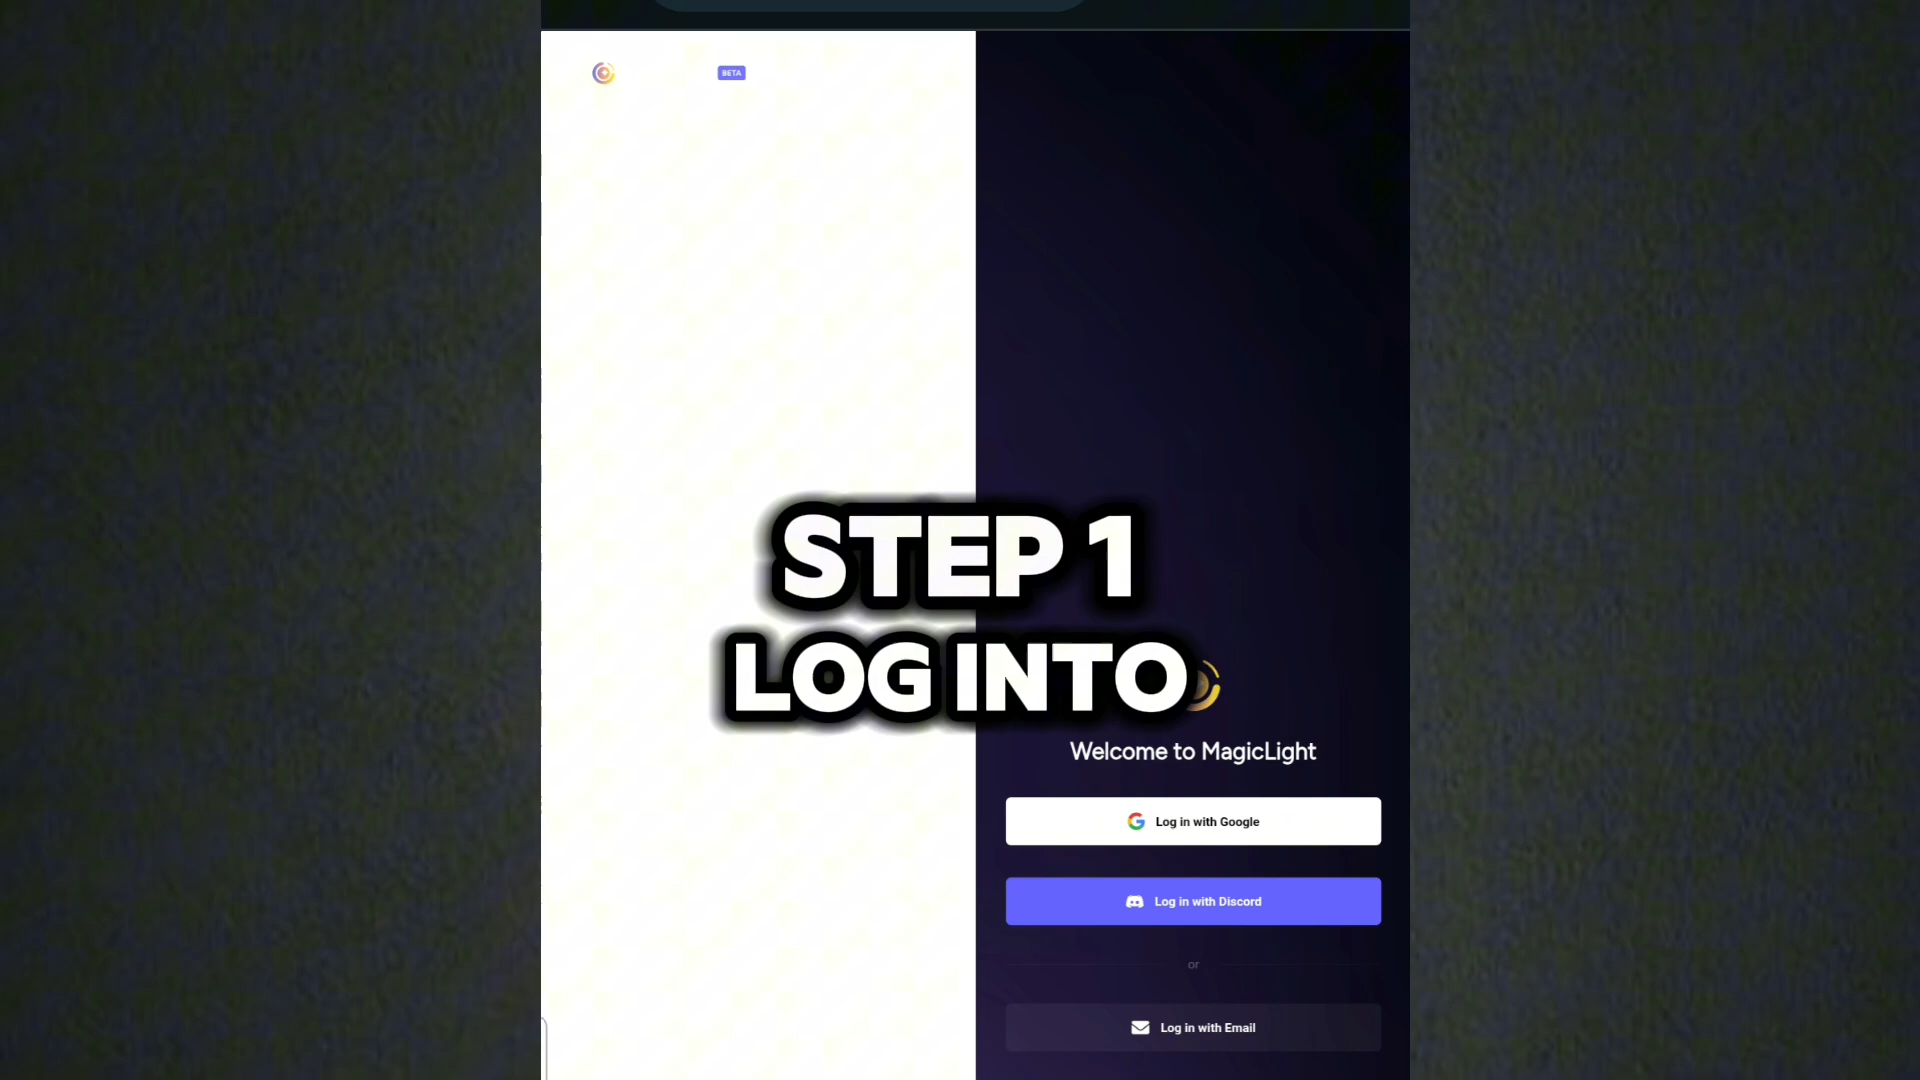 BETA
STEP 1
LOG INTO
Welcome to MagicLight
Log in with Google
Log in with Discord
or
Log in with Email